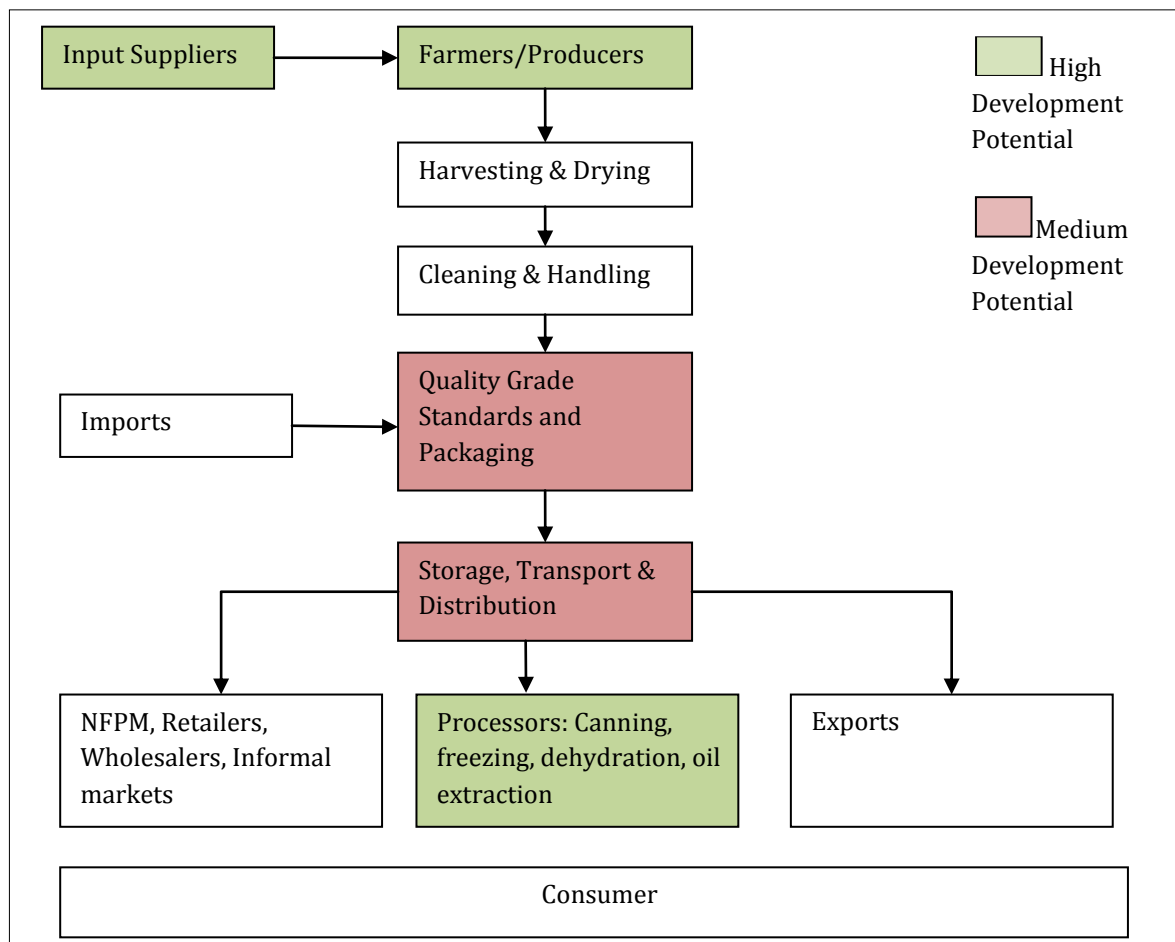 Input Suppliers
Farmers/Producers
High
Development
Potential
Harvesting & Drying
Medium
Development
Potential
Cleaning & Handling
Quality Grade
Standards and
Packaging
Imports
Storage, Transport &
Distribution
NFPM, Retailers,
Wholesalers, Informal
markets
Processors: Canning,
freezing, dehydration, oil
extraction
Exports
Consumer